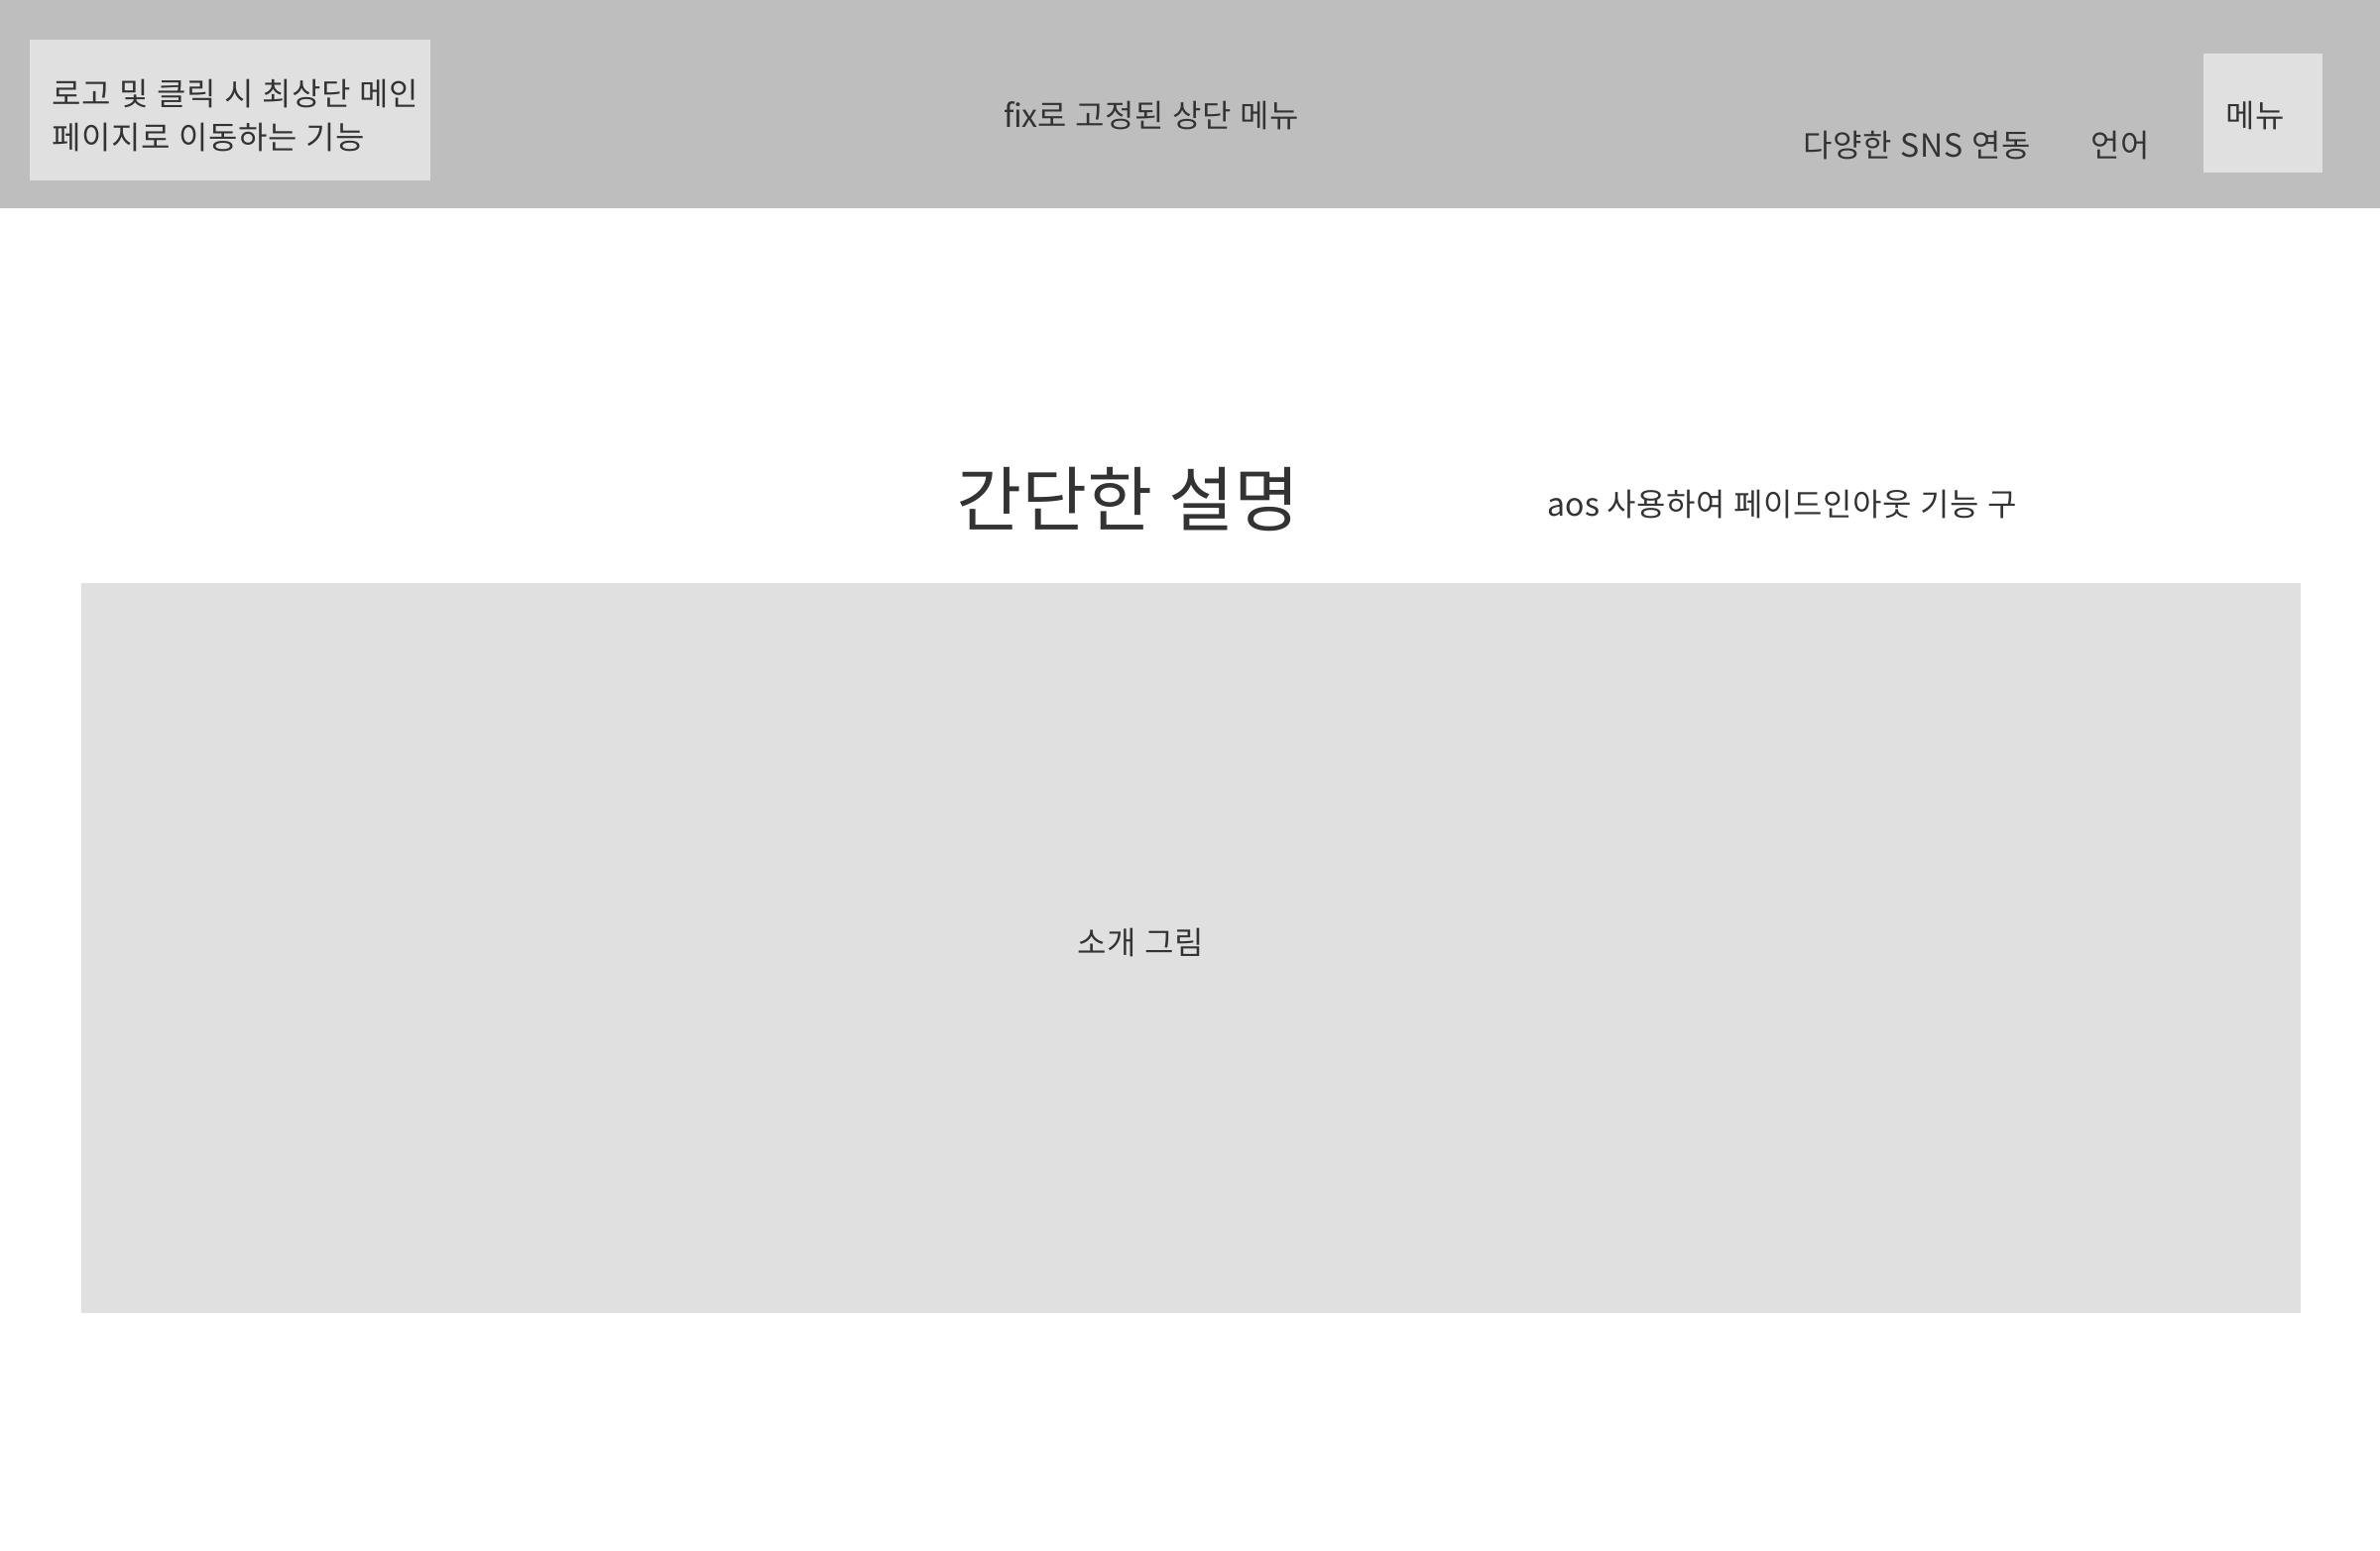 로고 및 클릭 시 최상단 메인
페이지로 이동하는 기능
fix로 고정된 상단 메뉴
다양한 SNS 연동
언어
메뉴
간단한 설명
aos 사용하여 페이드인아웃 기능 구
소개 그림